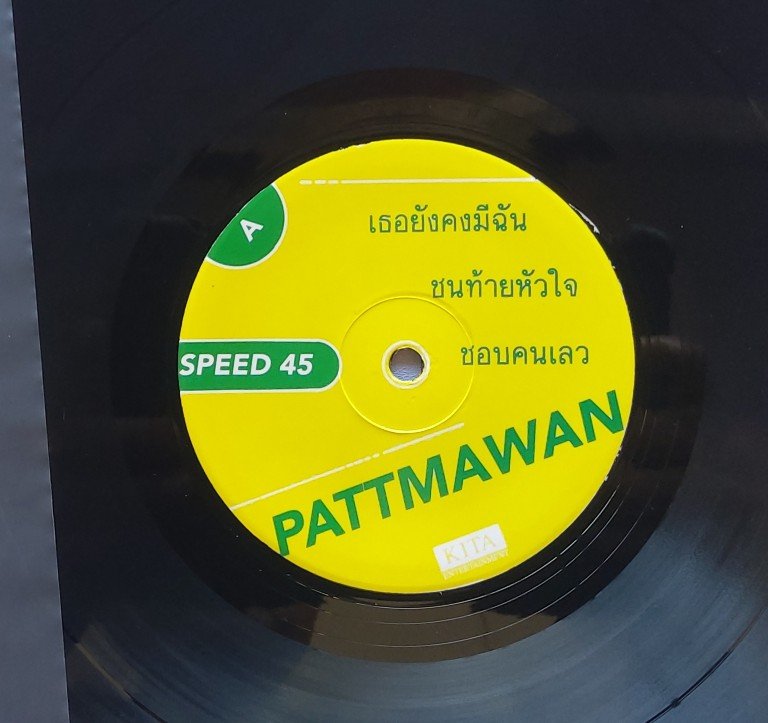 A
เธอยังคงมีฉัน
ชนท้ายหัวใจ
SPEED 45
ชอบคนเลว
PATTMAWAN
KITA
ENTERTAINMENT